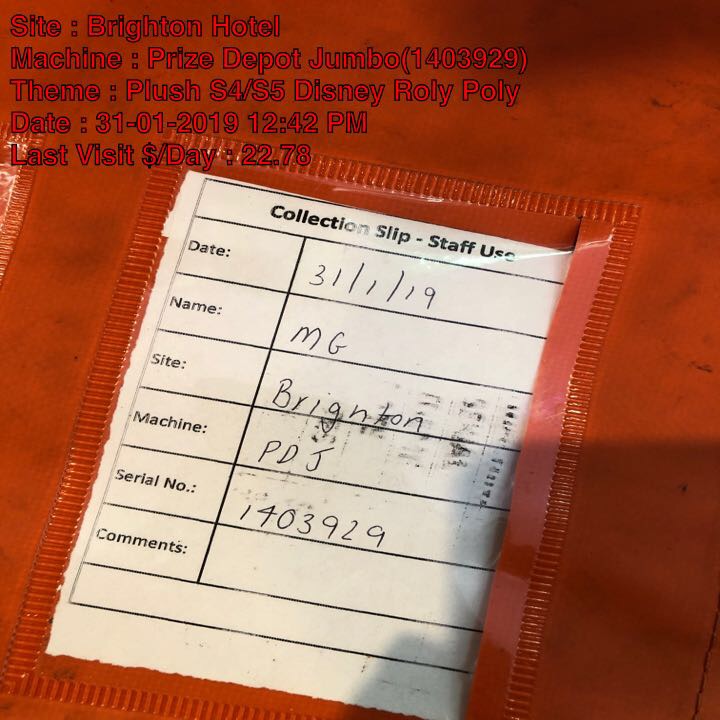 Site : Brighton Hotel
Machine : Prize Depot Jumbo(1403929)
Theme : Plush S4/S5 Disney Roly Poly
Date : 31-01-2019 12:42 PM
Last Visit $/Day : 22.78
Collection Slip - Staff Use
Date: 31/1/19
Name: MG
Site: Brighton
Machine: PDJ
Serial No.: 1403929
Comments: